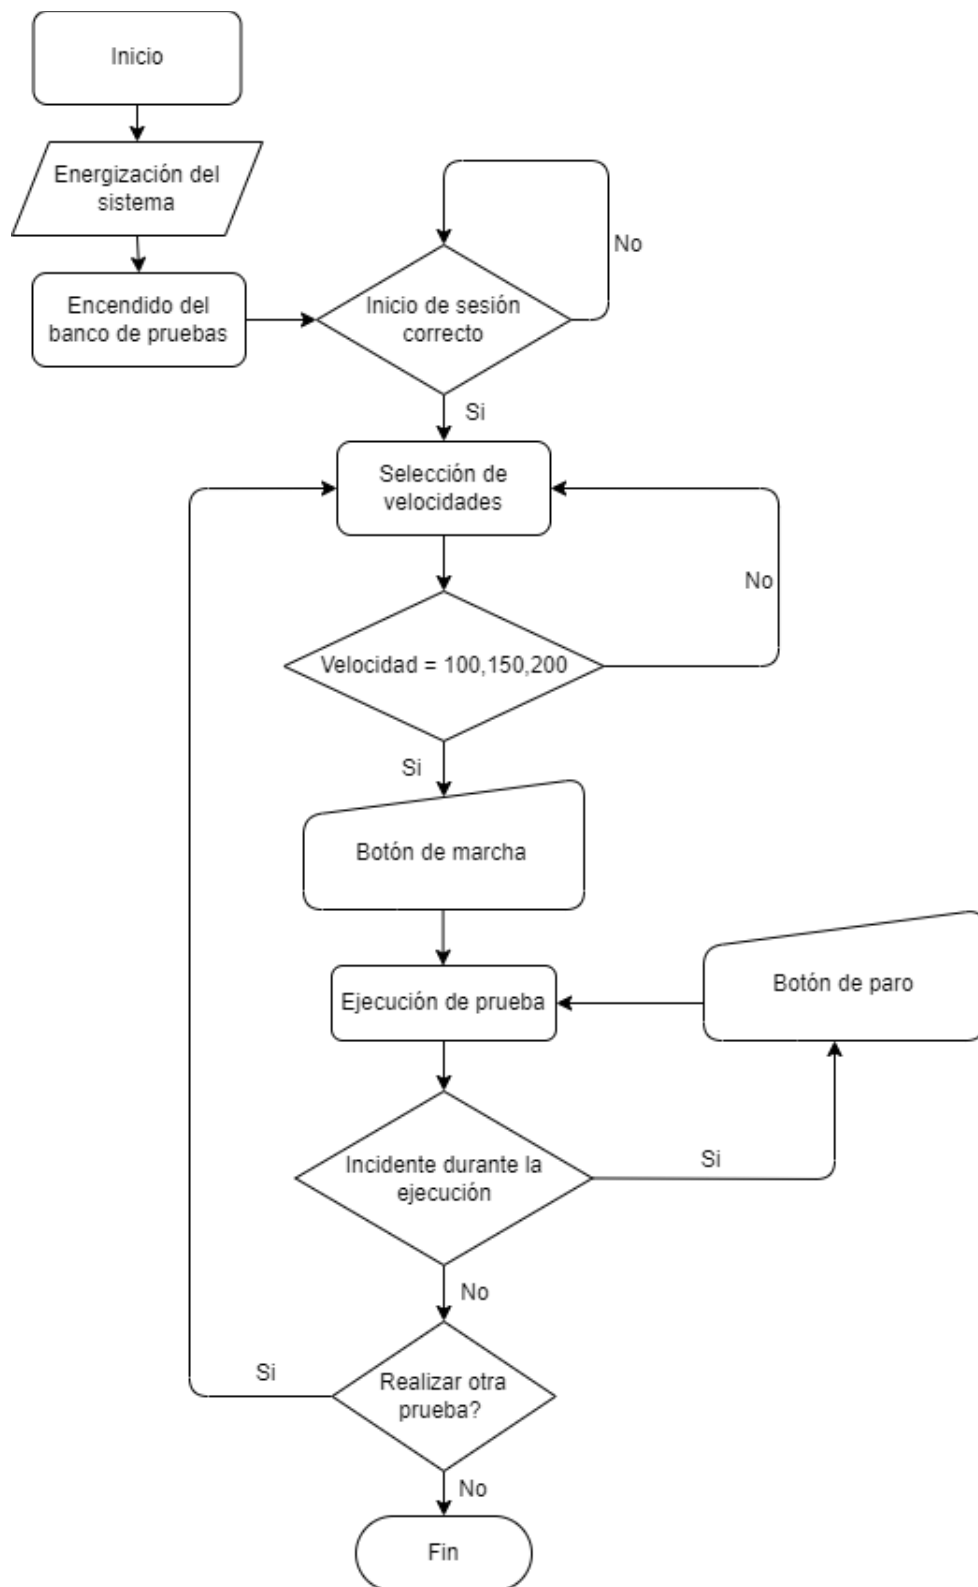 Inicio
Energización del
sistema
Encendido del
banco de pruebas
Inicio de sesión
correcto
No
Si
Selección de
velocidades
No
Velocidad = 100,150,200
Si
Botón de marcha
Ejecución de prueba
Botón de paro
Incidente durante la
ejecución
Si
No
Si
Realizar otra
prueba?
No
Fin